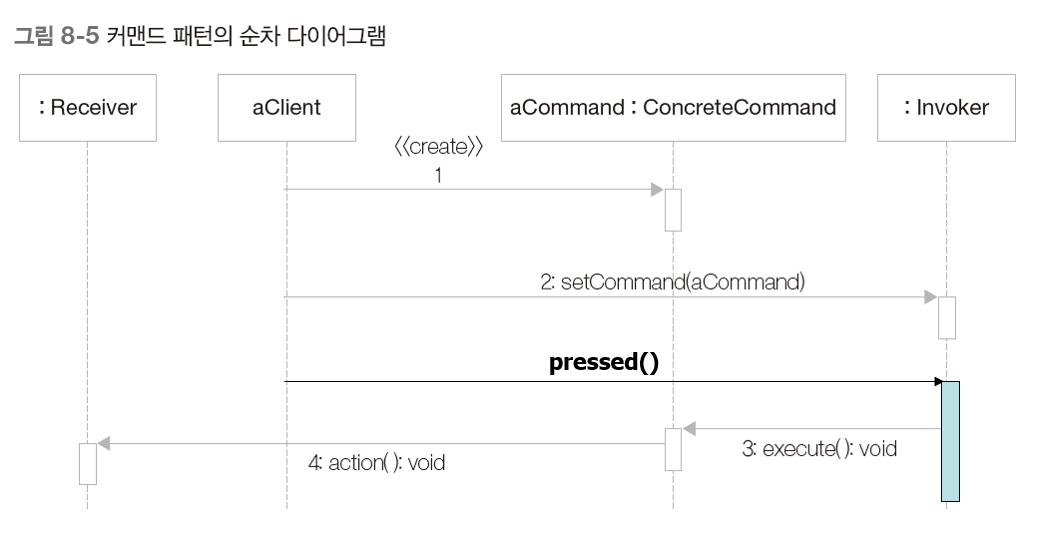 그림 8-5 커맨드 패턴의 순차 다이어그램
: Receiver
aClient
aCommand : ConcreteCommand
: Invoker
《create》
1
2: setCommand(aCommand)
pressed()
3: execute( ): void
4: action( ): void